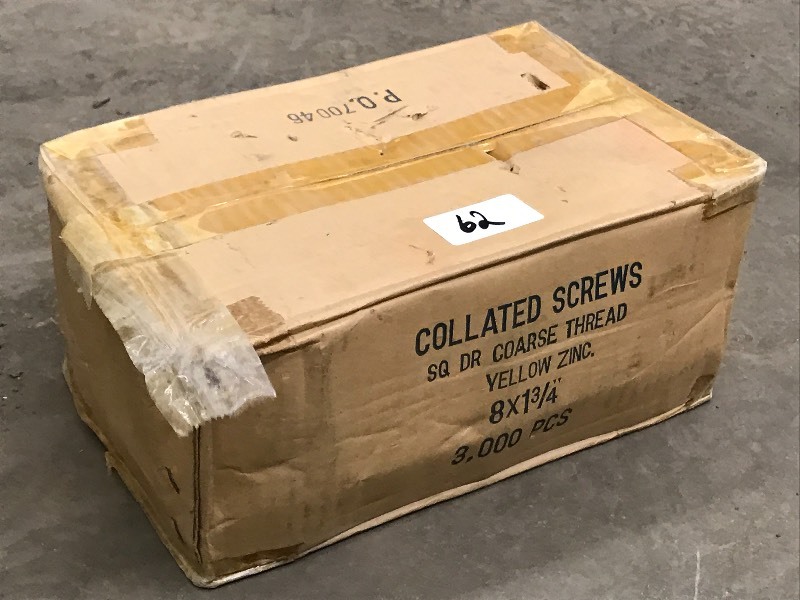 P.O.70046
62
COLLATED SCREWS
SQ DR COARSE THREAD
YELLOW ZINC.
8X1¾"
3.000 PCS